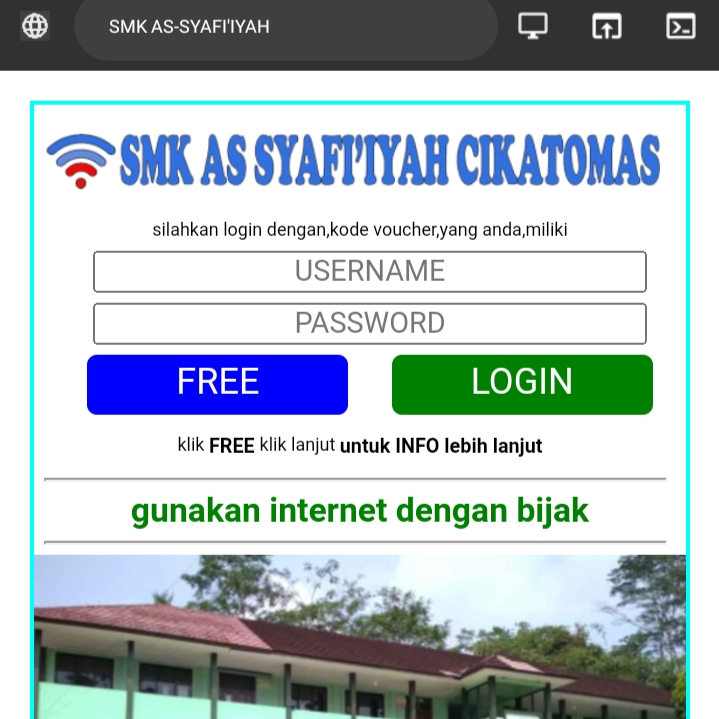 SMK AS-SYAFI'IYAH
SMK AS SYAFI'IYAH CIKATOMAS
silahkan login dengan,kode voucher,yang anda,miliki
USERNAME
PASSWORD
FREE LOGIN
klik FREE klik lanjut untuk INFO lebih lanjut
gunakan internet dengan bijak